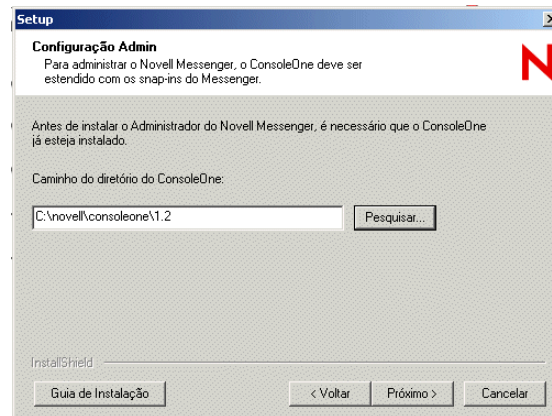 Setup
Configuração Admin
Para administrar o Novell Messenger, o ConsoleOne deve ser
estendido com os snap-ins do Messenger.
Antes de instalar o Administrador do Novell Messenger, é necessário que o ConsoleOne
já esteja instalado.
Caminho do diretório do ConsoleOne:
C:\novell\consoleone\1.2
Pesquisar...
InstallShield
Guia de Instalação
< Voltar
Próximo >
Cancelar